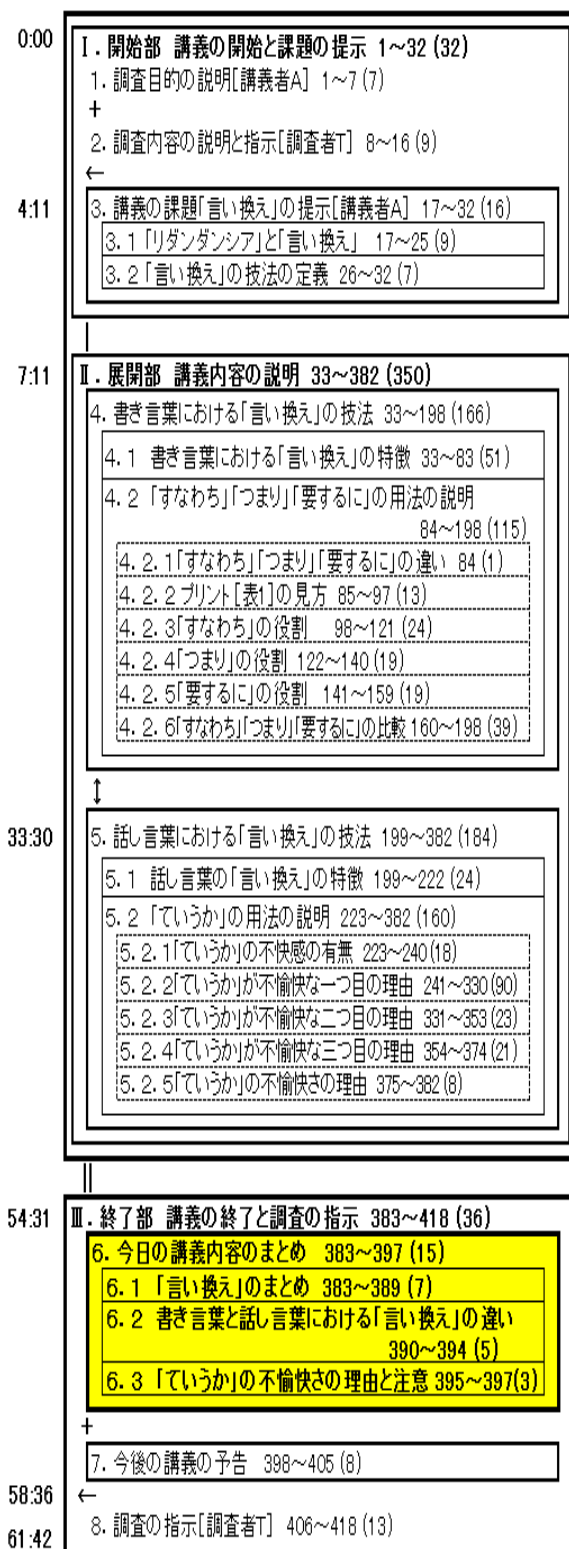 0:00
Ⅰ. 開始部 講義の開始と課題の提示 1～32 (32)
1. 調査目的の説明[講義者A] 1～7 (7)
+
2. 調査内容の説明と指示[調査者T] 8～16 (9)
←
4:11
3. 講義の課題「言い換え」の提示[講義者A] 17～32 (16)
3.1「リダンダンシア」と「言い換え」 17～25 (9)
3.2「言い換え」の技法の定義 26～32 (7)
7:11
Ⅱ. 展開部 講義内容の説明 33～382 (350)
4. 書き言葉における「言い換え」の技法 33～198 (166)
4.1 書き言葉における「言い換え」の特徴 33～83 (51)
4.2 「すなわち」「つまり」「要するに」の用法の説明
84～198 (115)
4.2.1「すなわち」「つまり」「要するに」の違い 84 (1)
4.2.2 プリント[表1]の見方 85～97 (13)
4.2.3「すなわち」の役割 98～121 (24)
4.2.4「つまり」の役割 122～140 (19)
4.2.5「要するに」の役割 141～159 (19)
4.2.6「すなわち」「つまり」「要するに」の比較 160～198 (39)
↕
33:30
5. 話し言葉における「言い換え」の技法 199～382 (184)
5.1 話し言葉の「言い換え」の特徴 199～222 (24)
5.2 「ていうか」の用法の説明 223～382 (160)
5.2.1「ていうか」の不快感の有無 223～240 (18)
5.2.2「ていうか」が不愉快な一つ目の理由 241～330 (90)
5.2.3「ていうか」が不愉快な二つ目の理由 331～353 (23)
5.2.4「ていうか」が不愉快な三つ目の理由 354～374 (21)
5.2.5「ていうか」の不愉快さの理由 375～382 (8)
54:31
Ⅲ. 終了部 講義の終了と調査の指示 383～418 (36)
6. 今日の講義内容のまとめ 383～397 (15)
6.1 「言い換え」のまとめ 383～389 (7)
6.2 書き言葉と話し言葉における「言い換え」の違い
390～394 (5)
6.3 「ていうか」の不愉快さの理由と注意 395～397(3)
+
7. 今後の講義の予告 398～405 (8)
58:36
←
8. 調査の指示[調査者T] 406～418 (13)
61:42